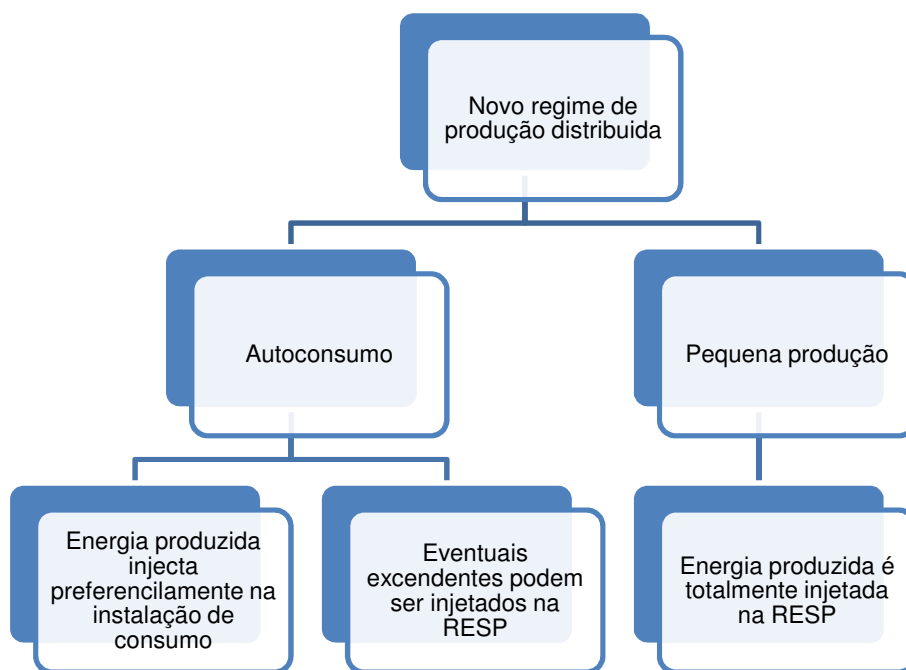 Novo regime de
produção distribuida
Autoconsumo
Pequena produção
Energia produzida
injecta
preferencilamente na
instalação de
consumo
Eventuais
excendentes podem
ser injetados na
RESP
Energia produzida é
totalmente injetada
na RESP